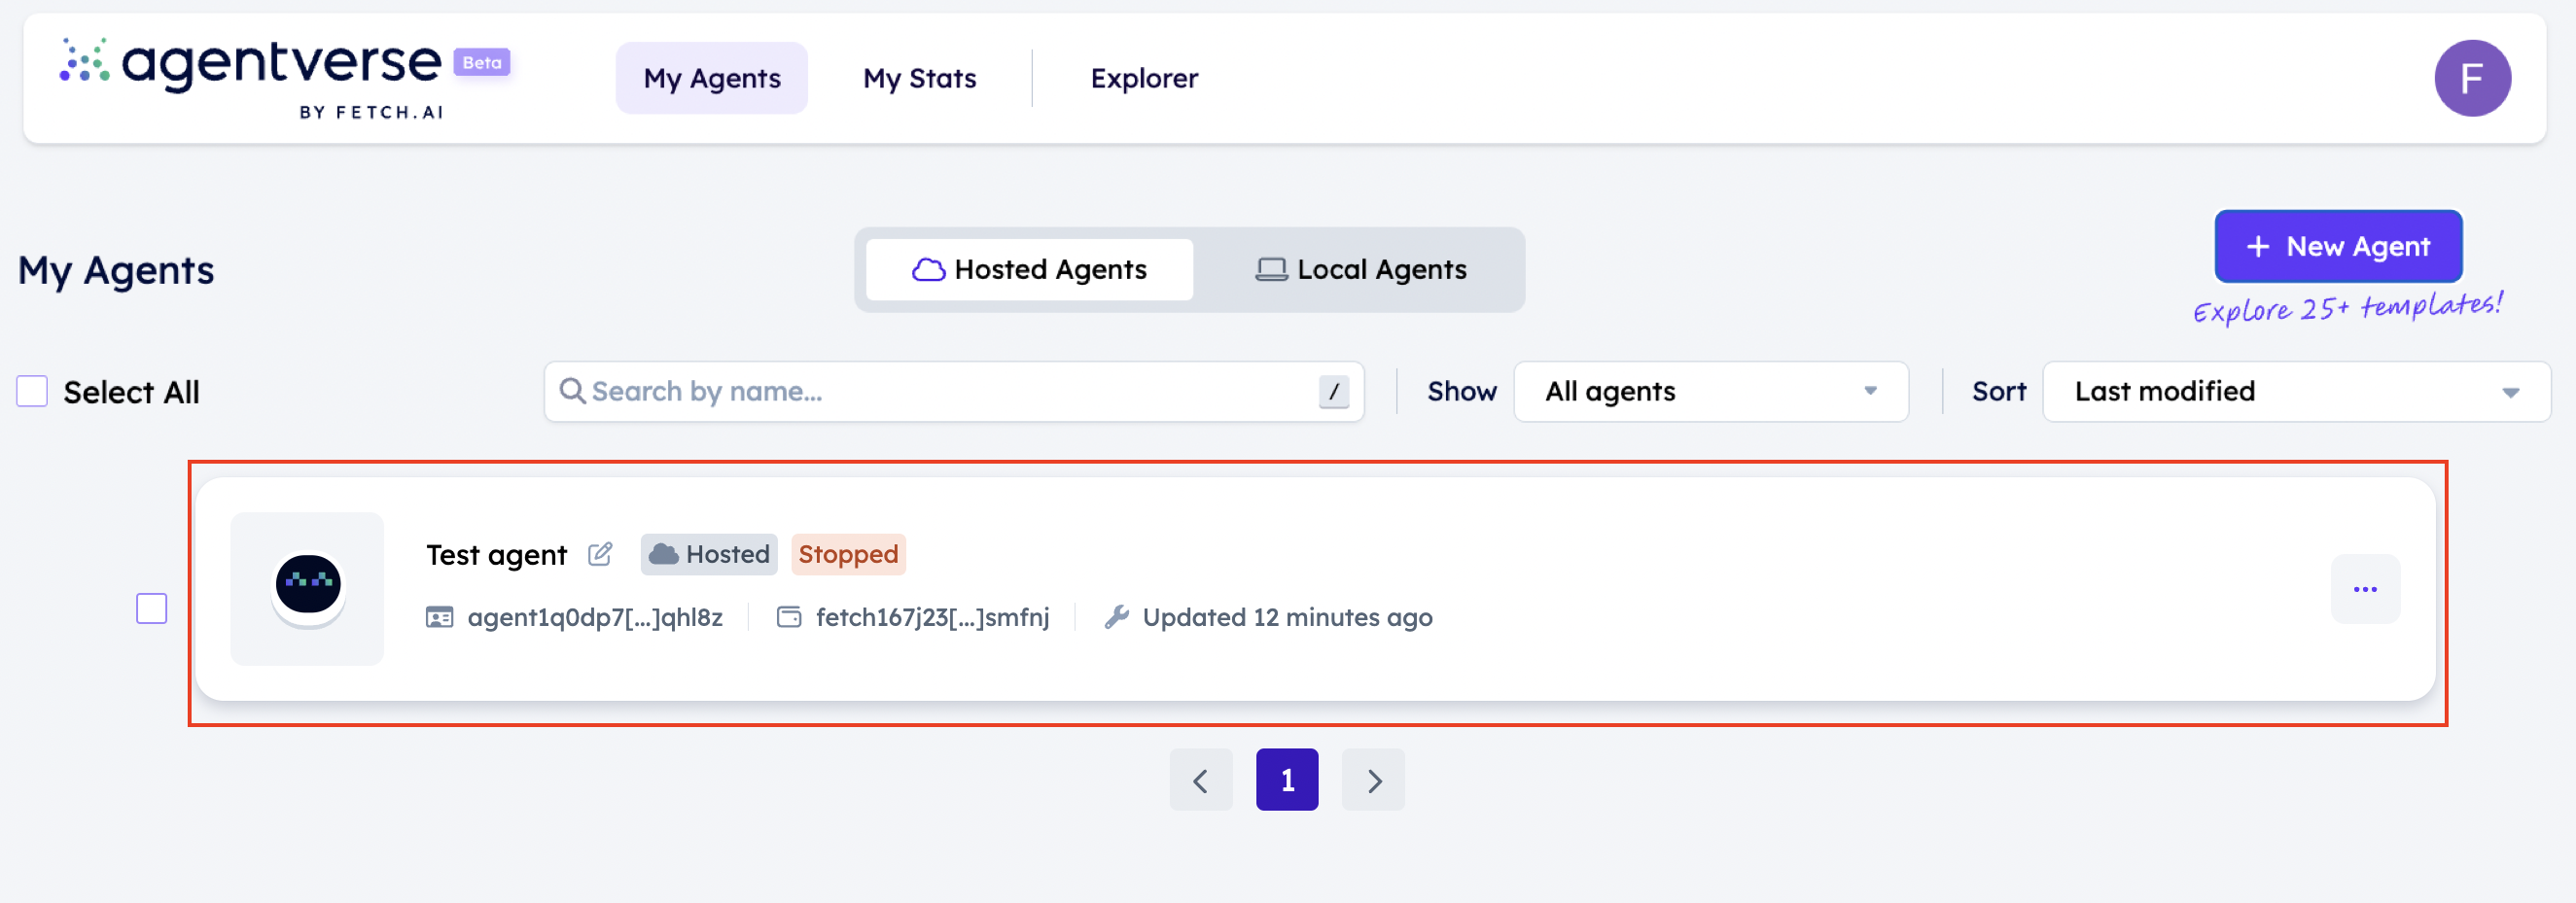 agentverse Beta
BY FETCH.AI
My Agents My Stats Explorer
F
My Agents
Hosted Agents Local Agents
+ New Agent
Explore 25+ templates!
Select All
Search by name... /
Show All agents
Sort Last modified
Test agent Hosted Stopped
agent1q0dp7[...]qhl8z fetch167j23[...]smfnj Updated 12 minutes ago
...
< 1 >